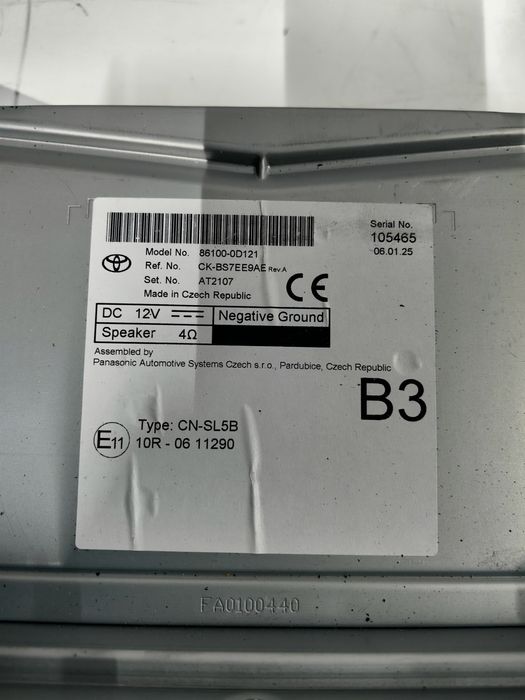 Serial No.
105465
06.01.25
Model No. 86100-0D121
Ref. No. CK-BS7EE9AE Rev.A
Set. No. AT2107
Made in Czech Republic
CE
DC 12V Negative Ground
Speaker 4Ω
Assembled by
Panasonic Automotive Systems Czech s.r.o., Pardubice, Czech Republic
B3
Type: CN-SL5B
E11 10R - 06 11290
FA0100440